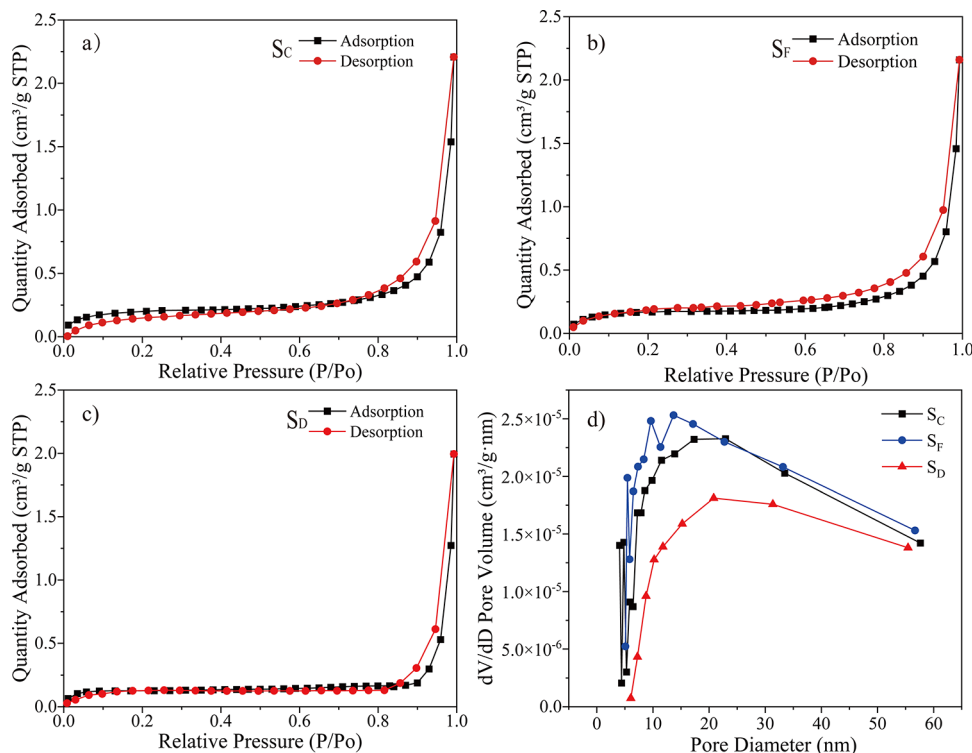 a)
S_C
Adsorption
Desorption
2.5
2.0
1.5
1.0
0.5
0.0
Quantity Adsorbed (cm³/g STP)
0.0 0.2 0.4 0.6 0.8 1.0
Relative Pressure (P/Po)
b)
S_F
Adsorption
Desorption
2.5
2.0
1.5
1.0
0.5
0.0
Quantity Adsorbed (cm³/g STP)
0.0 0.2 0.4 0.6 0.8 1.0
Relative Pressure (P/Po)
c)
S_D
Adsorption
Desorption
2.5
2.0
1.5
1.0
0.5
0.0
Quantity Adsorbed (cm³/g STP)
0.0 0.2 0.4 0.6 0.8 1.0
Relative Pressure (P/Po)
d)
S_C
S_F
S_D
2.5×10⁻⁵
2.0×10⁻⁵
1.5×10⁻⁵
1.0×10⁻⁵
5.0×10⁻⁶
0.0
dV/dD Pore Volume (cm³/g·nm)
0 10 20 30 40 50 60
Pore Diameter (nm)